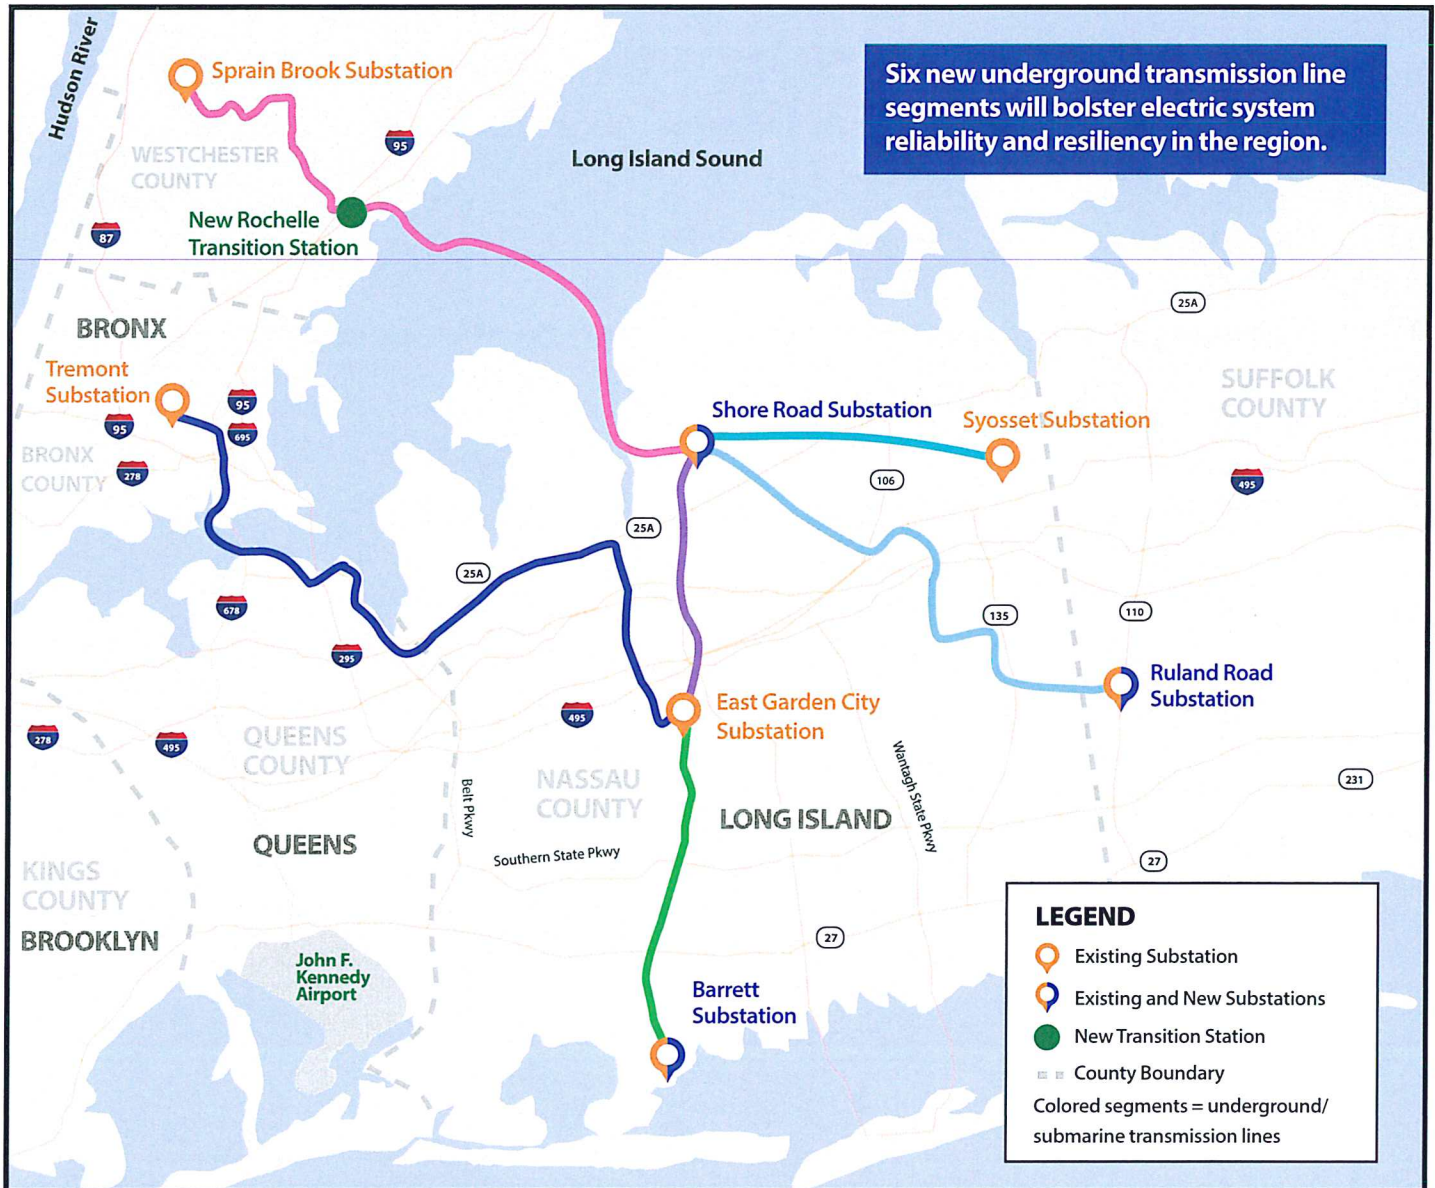 Hudson River
Sprain Brook Substation
Six new underground transmission line
segments will bolster electric system
reliability and resiliency in the region.
95
WESTCHESTER
COUNTY
Long Island Sound
New Rochelle
Transition Station
87
25A
BRONX
Tremont
Substation
95
95
695
SUFFOLK
COUNTY
Shore Road Substation
Syosset Substation
BRONX
COUNTY
278
106
495
25A
25A
678
135
110
295
Ruland Road
Substation
East Garden City
Substation
495
278
495
QUEENS
COUNTY
NASSAU
COUNTY
Belt Pkwy
Wantagh State Pkwy
231
LONG ISLAND
QUEENS
Southern State Pkwy
27
KINGS
COUNTY
BROOKLYN
27
John F.
Kennedy
Airport
Barrett
Substation
LEGEND
Existing Substation
Existing and New Substations
New Transition Station
County Boundary
Colored segments = underground/
submarine transmission lines